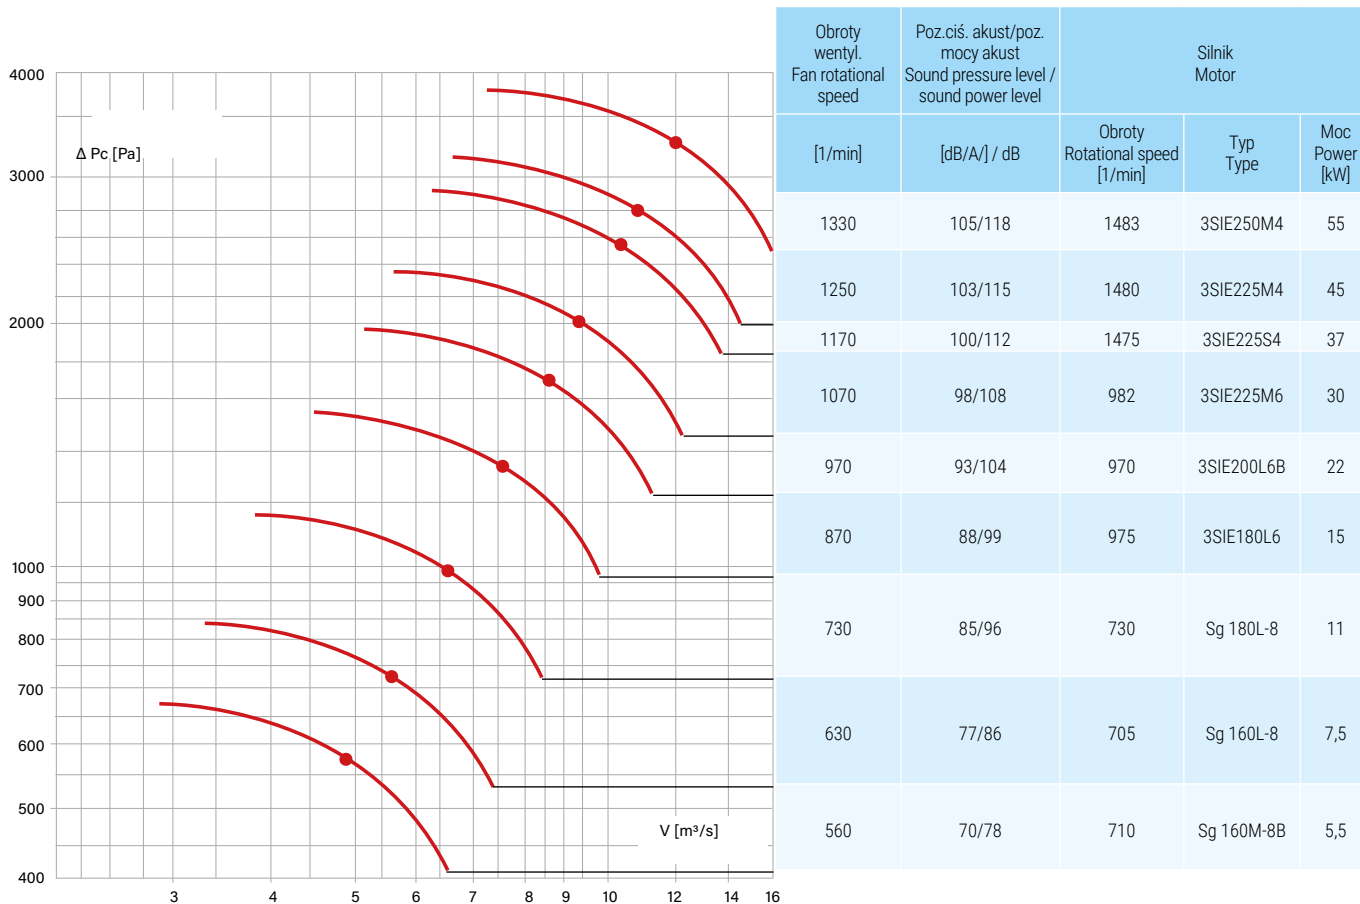 4000
3000
2000
1000
900
800
700
600
500
400
Δ Pc [Pa]
V [m³/s]
3 4 5 6 7 8 9 10 12 14 16
Obroty
wentyl.
Fan rotational
speed
Poz.ciś. akust/poz.
mocy akust
Sound pressure level /
sound power level
Silnik
Motor
[1/min]
[dB/A/] / dB
Obroty
Rotational speed
[1/min]
Typ
Type
Moc
Power
[kW]
1330 105/118 1483 3SIE250M4 55
1250 103/115 1480 3SIE225M4 45
1170 100/112 1475 3SIE225S4 37
1070 98/108 982 3SIE225M6 30
970 93/104 970 3SIE200L6B 22
870 88/99 975 3SIE180L6 15
730 85/96 730 Sg 180L-8 11
630 77/86 705 Sg 160L-8 7,5
560 70/78 710 Sg 160M-8B 5,5